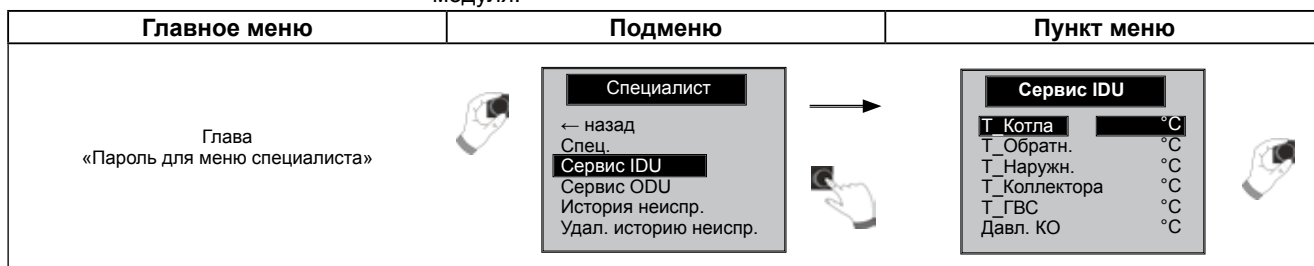 Главное меню
Подменю
Пункт меню
Глава
«Пароль для меню специалиста»
Специалист
← назад
Спец.
Сервис IDU
Сервис ODU
История неиспр.
Удал. историю неиспр.
Сервис IDU
Т_Котла °C
Т_Обратн. °C
Т_Наружн. °C
Т_Коллектора °C
Т_ГВС °C
Давл. КО °C